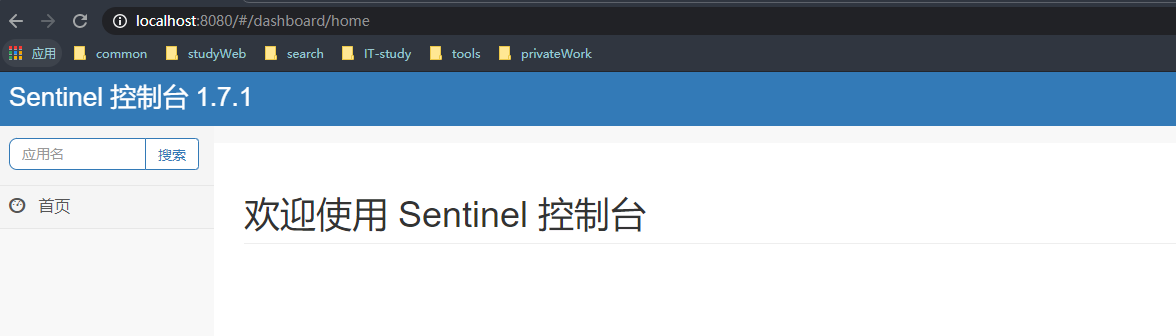 localhost:8080/#/dashboard/home
应用 common studyWeb search IT-study tools privateWork
Sentinel 控制台 1.7.1
应用名 搜索
首页
欢迎使用 Sentinel 控制台